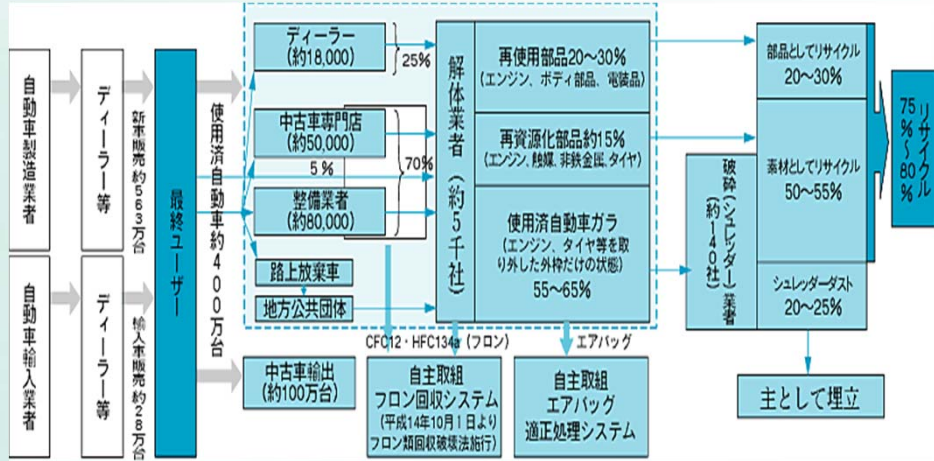 自動車製造業者
自動車輸入業者
ディーラー等
ディーラー等
新車販売約563万台
輸入車販売約28万台
最終ユーザー
使用済自動車約400万台
ディーラー
(約18,000)
25%
中古車専門店
(約50,000)
5%
70%
整備業者
(約80,000)
路上放棄車
地方公共団体
中古車輸出
(約100万台)
解体業者(約5千社)
再使用部品20〜30%
(エンジン、ボディ部品、電装品)
再資源化部品約15%
(エンジン、触媒、非鉄金属、タイヤ)
使用済自動車ガラ
(エンジン、タイヤ等を取
り外した外枠だけの状態)
55〜65%
CFC12・HFC134a(フロン)
エアバッグ
自主取組
フロン回収システム
(平成14年10月1日より
フロン類回収破壊法施行)
自主取組
エアバッグ
適正処理システム
破砕(シュレッダー)業者
(約140社)
部品としてリサイクル
20〜30%
素材としてリサイクル
50〜55%
シュレッダーダスト
20〜25%
主として埋立
リサイクル
75%〜80%